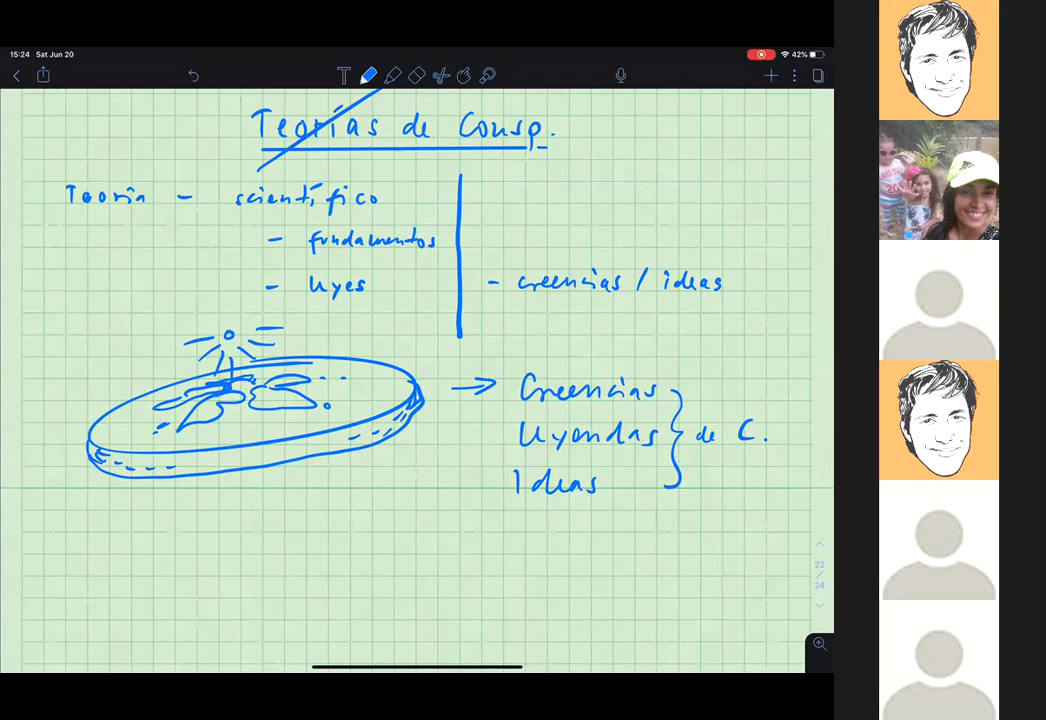 15:24 Sat Jun 20
42%
Teorías de Consp.
Teoría - scientífico
- fundamentos
- leyes
- creencias / ideas
→ Creencias
Leyendas
Ideas
de C.
22
/
24